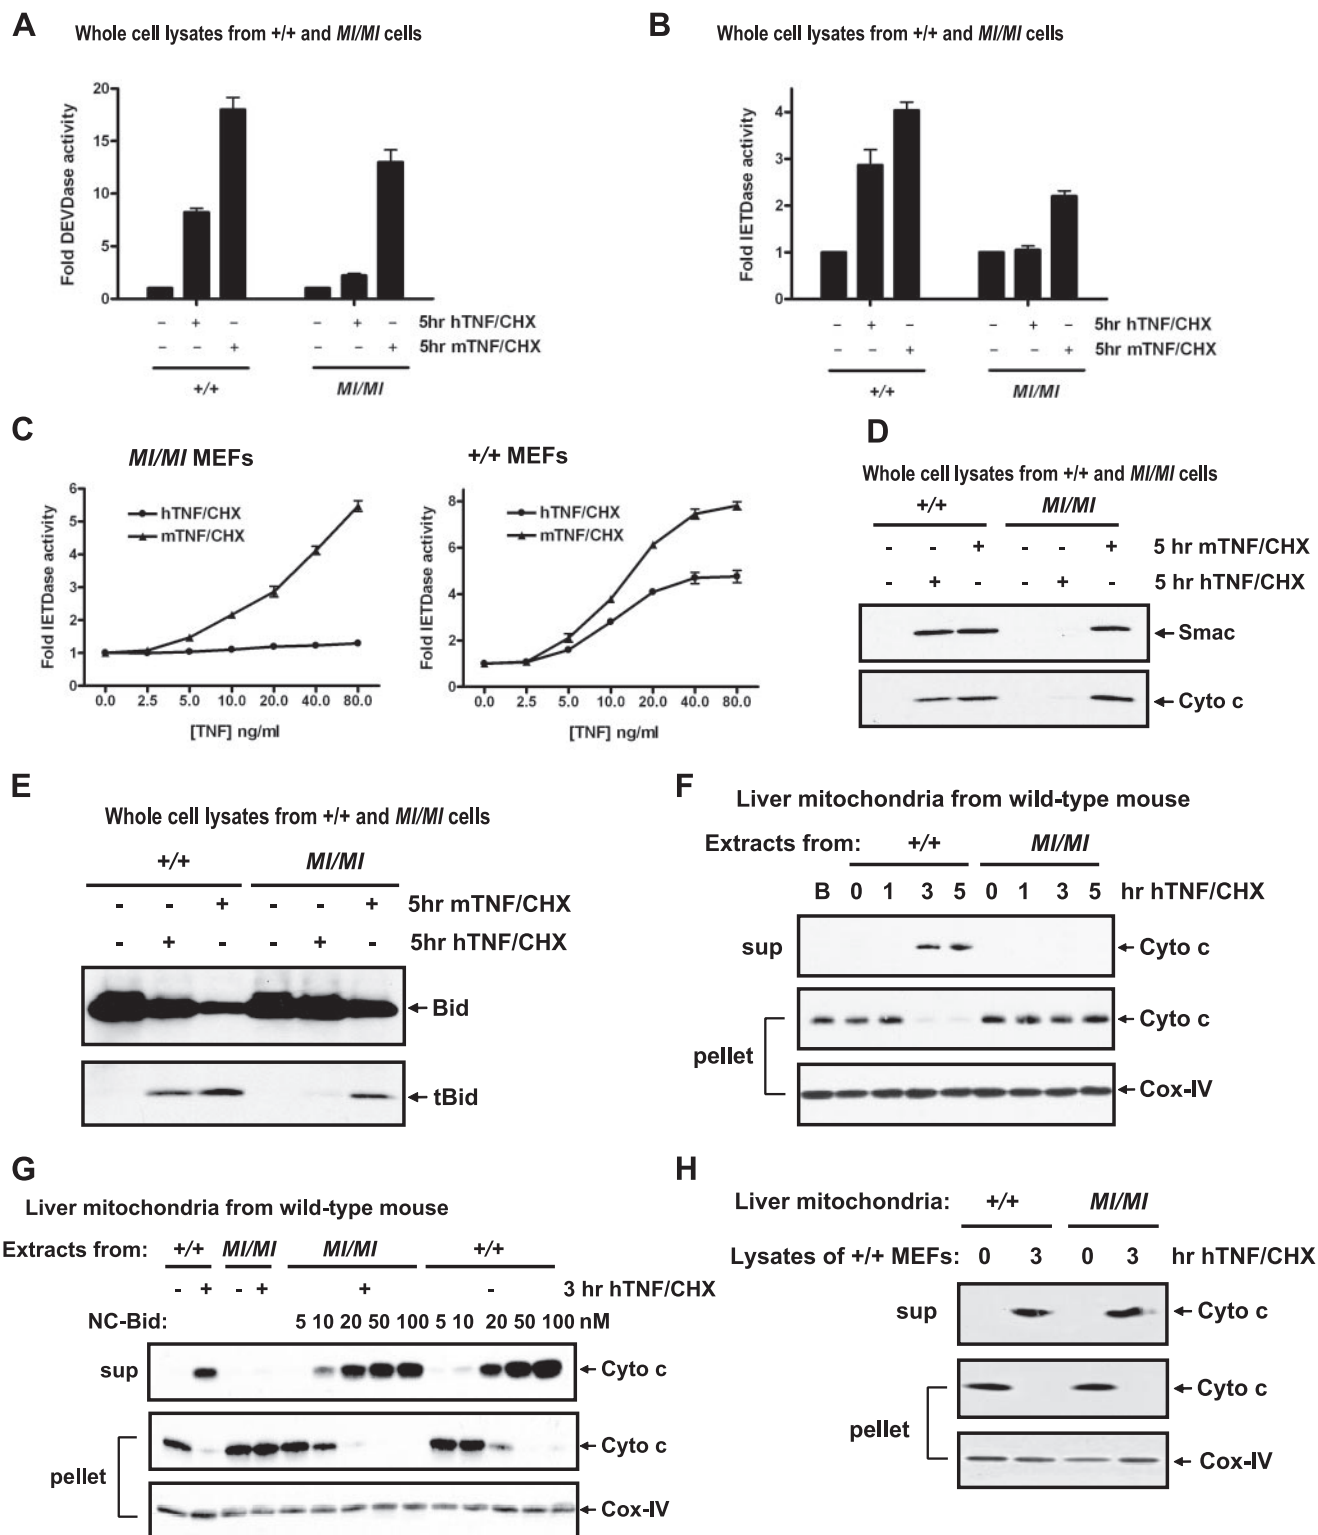 A
Whole cell lysates from +/+ and MI/MI cells
Fold DEVDase activity
20
15
10
5
0
- + - - + - 5hr hTNF/CHX
- - + - - + 5hr mTNF/CHX
+/+ MI/MI
B
Whole cell lysates from +/+ and MI/MI cells
Fold IETDase activity
4
3
2
1
0
- + - - + - 5hr hTNF/CHX
- - + - - + 5hr mTNF/CHX
+/+ MI/MI
C
MI/MI MEFs
Fold IETDase activity
6
5
4
3
2
1
0
hTNF/CHX
mTNF/CHX
0.0 2.5 5.0 10.0 20.0 40.0 80.0
[TNF] ng/ml
+/+ MEFs
Fold IETDase activity
8
6
4
2
0
hTNF/CHX
mTNF/CHX
0.0 2.5 5.0 10.0 20.0 40.0 80.0
[TNF] ng/ml
D
Whole cell lysates from +/+ and MI/MI cells
+/+ MI/MI
- - + - - + 5 hr mTNF/CHX
- + - - + - 5 hr hTNF/CHX
Smac
Cyto c
E
Whole cell lysates from +/+ and MI/MI cells
+/+ MI/MI
- - + - - + 5hr mTNF/CHX
- + - - + - 5hr hTNF/CHX
Bid
tBid
F
Liver mitochondria from wild-type mouse
Extracts from: +/+ MI/MI
B 0 1 3 5 0 1 3 5 hr hTNF/CHX
sup Cyto c
pellet
Cyto c
Cox-IV
G
Liver mitochondria from wild-type mouse
Extracts from: +/+ MI/MI MI/MI +/+
- + - + + - 3 hr hTNF/CHX
NC-Bid: 5 10 20 50 100 5 10 20 50 100 nM
sup Cyto c
pellet
Cyto c
Cox-IV
H
Liver mitochondria: +/+ MI/MI
Lysates of +/+ MEFs: 0 3 0 3 hr hTNF/CHX
sup Cyto c
pellet
Cyto c
Cox-IV